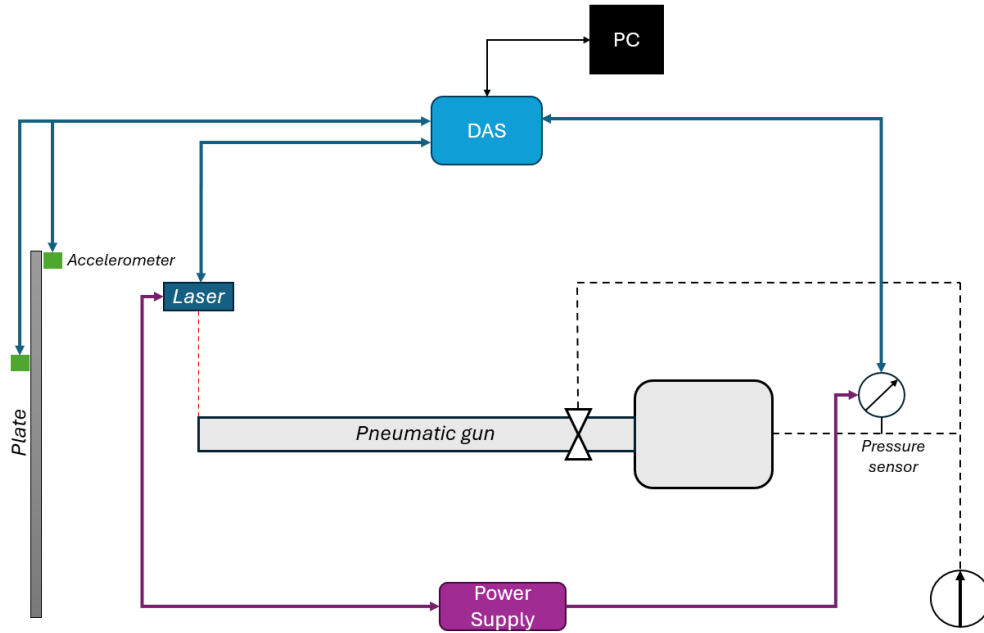 PC
DAS
Accelerometer
Laser
Plate
Pneumatic gun
Pressure
sensor
Power
Supply